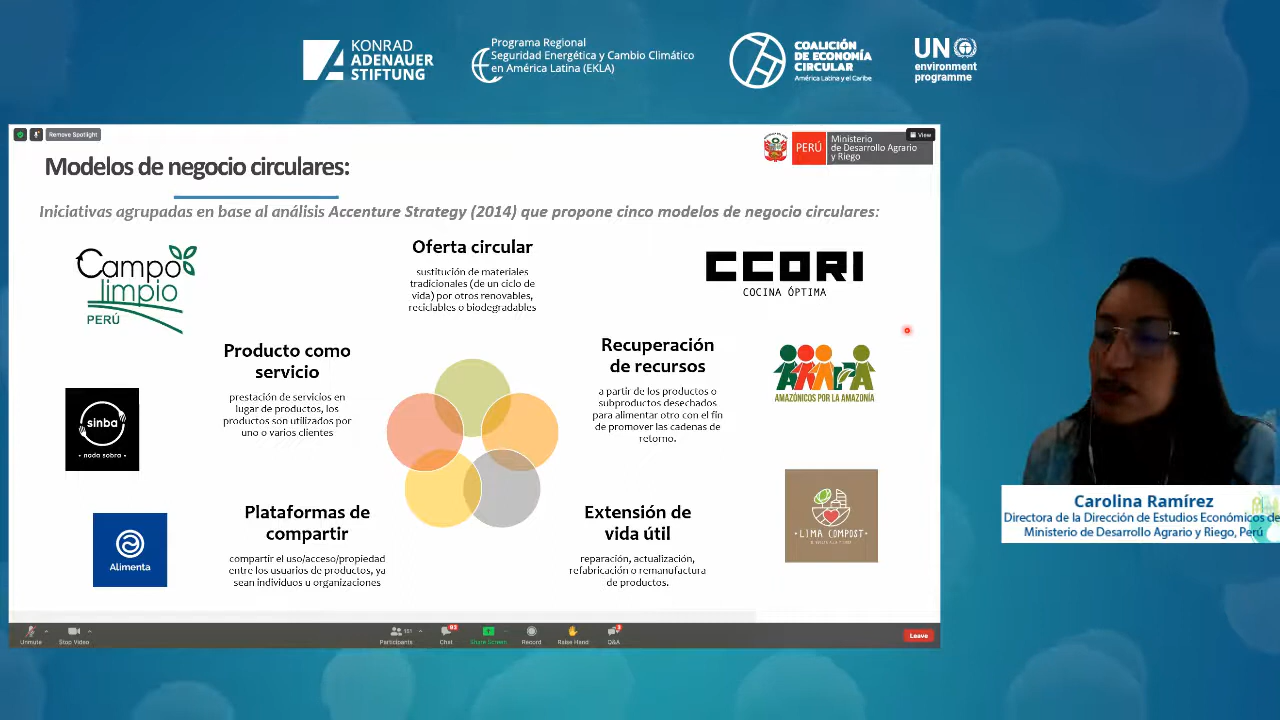 KONRAD
ADENAUER
STIFTUNG
Programa Regional
Seguridad Energética y Cambio Climático
en América Latina (EKLA)
COALICIÓN
DE ECONOMÍA
CIRCULAR
América Latina y el Caribe
UN
environment
programme
Remove Spotlight
View
PERÚ
Ministerio
de Desarrollo Agrario
y Riego
Modelos de negocio circulares:
Iniciativas agrupadas en base al análisis Accenture Strategy (2014) que propone cinco modelos de negocio circulares:
Campo
limpio
PERÚ
Oferta circular
sustitución de materiales
tradicionales (de un ciclo de
vida) por otros renovables,
reciclables o biodegradables
CCORI
COCINA ÓPTIMA
Producto como
servicio
prestación de servicios en
lugar de productos, los
productos son utilizados por
uno o varios clientes
Recuperación
de recursos
a partir de los productos o
subproductos desechados
para alimentar otro con el fin
de promover las cadenas de
retorno.
AMAZÓNICOS POR LA AMAZONÍA
sinba
• nada sobra •
Plataformas de
compartir
compartir el uso/acceso/propiedad
entre los usuarios de productos, ya
sean individuos u organizaciones
Extensión de
vida útil
reparación, actualización,
refabricación o remanufactura
de productos.
Alimenta
• LIMA COMPOST •
Carolina Ramírez
Directora de la Dirección de Estudios Económicos de
Ministerio de Desarrollo Agrario y Riego, Perú
Unmute
Stop Video
Participants
Chat
Share Screen
Record
Raise Hand
Q&A
Leave